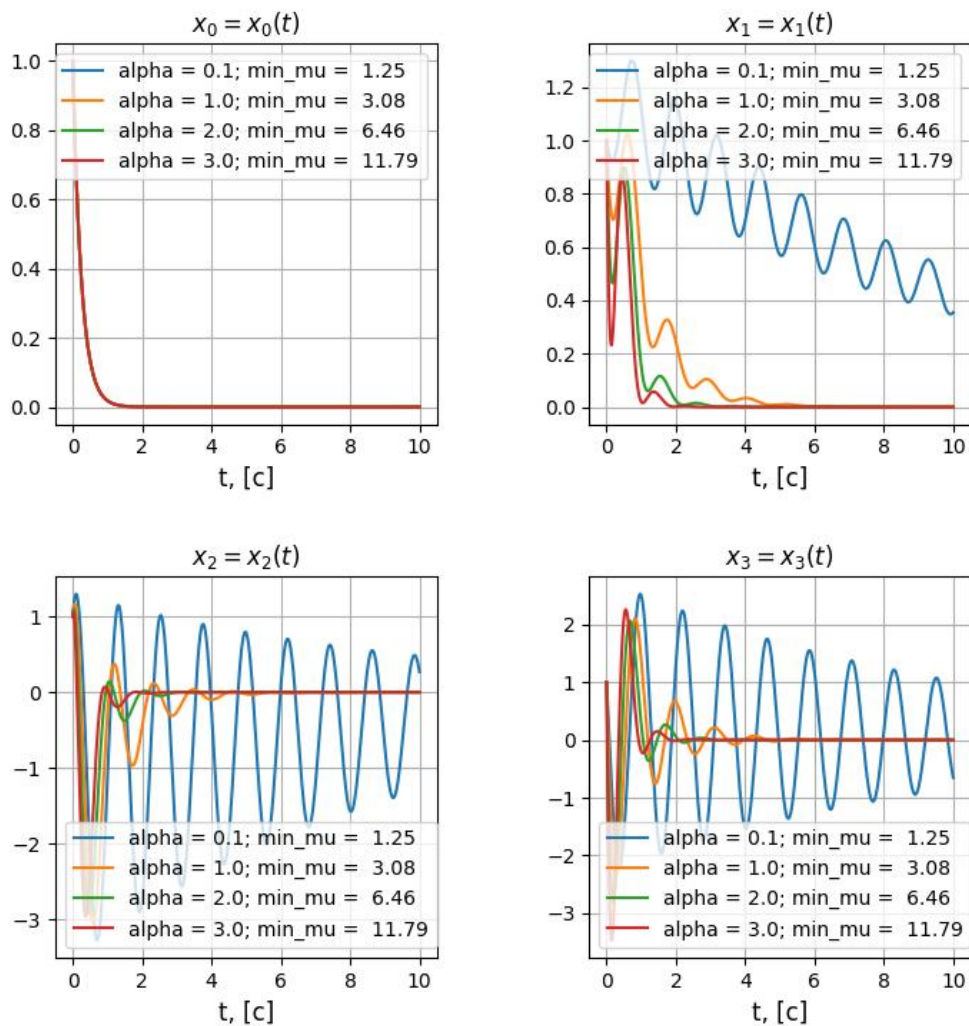 x_0 = x_0(t)
1.0
0.8
0.6
0.4
0.2
0.0
alpha = 0.1; min_mu = 1.25
alpha = 1.0; min_mu = 3.08
alpha = 2.0; min_mu = 6.46
alpha = 3.0; min_mu = 11.79
0 2 4 6 8 10
t, [c]
x_1 = x_1(t)
1.2
1.0
0.8
0.6
0.4
0.2
0.0
alpha = 0.1; min_mu = 1.25
alpha = 1.0; min_mu = 3.08
alpha = 2.0; min_mu = 6.46
alpha = 3.0; min_mu = 11.79
0 2 4 6 8 10
t, [c]
x_2 = x_2(t)
1
0
−1
−2
−3
alpha = 0.1; min_mu = 1.25
alpha = 1.0; min_mu = 3.08
alpha = 2.0; min_mu = 6.46
alpha = 3.0; min_mu = 11.79
0 2 4 6 8 10
t, [c]
x_3 = x_3(t)
2
1
0
−1
−2
−3
alpha = 0.1; min_mu = 1.25
alpha = 1.0; min_mu = 3.08
alpha = 2.0; min_mu = 6.46
alpha = 3.0; min_mu = 11.79
0 2 4 6 8 10
t, [c]